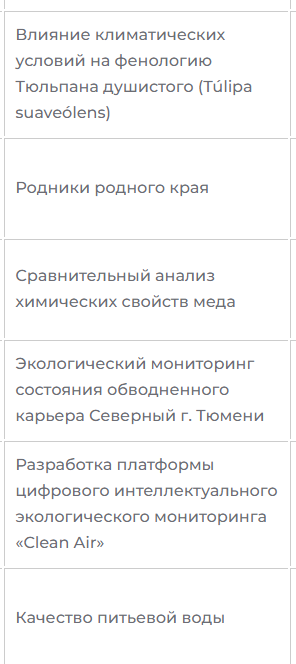 Влияние климатических
условий на фенологию
Тюльпана душистого (Túlipa
suaveólens)
Родники родного края
Сравнительный анализ
химических свойств меда
Экологический мониторинг
состояния обводненного
карьера Северный г. Тюмени
Разработка платформы
цифрового интеллектуального
экологического мониторинга
«Clean Air»
Качество питьевой воды